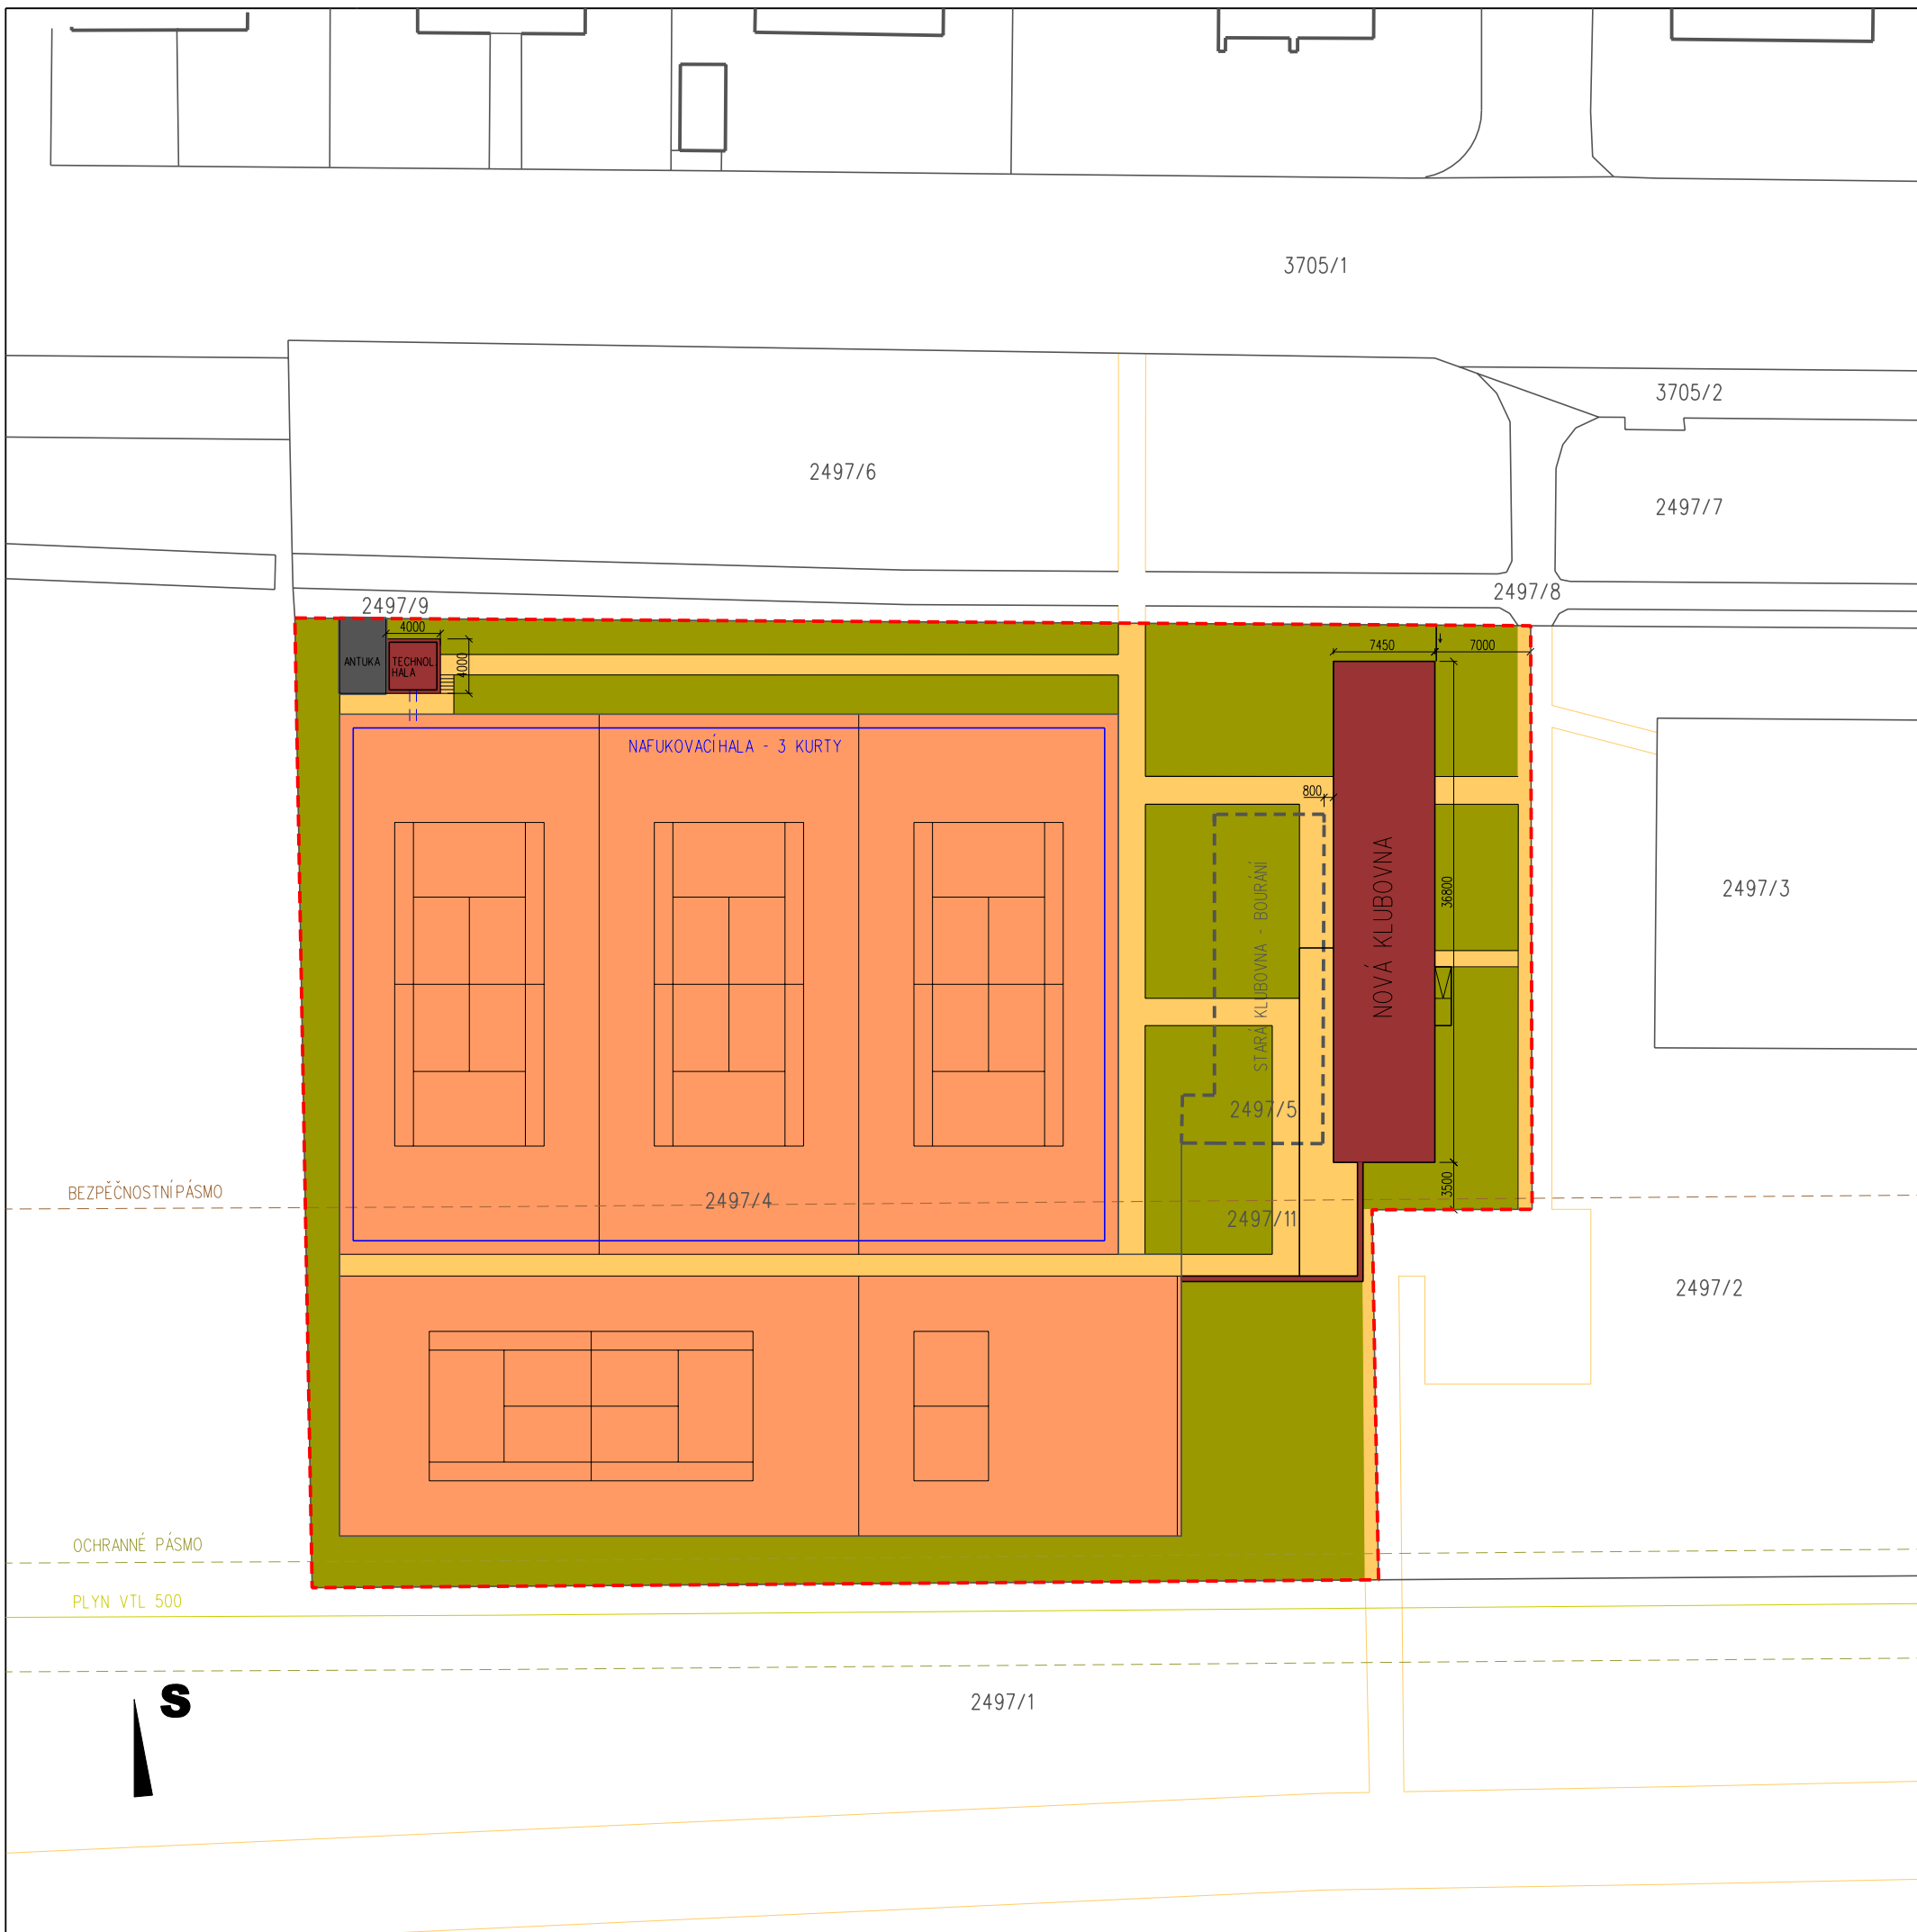 3705/1
3705/2
2497/6
2497/7
2497/8
2497/9
4000
ANTUKA
TECHNOL.
HALA
4000
7450
7000
NAFUKOVACÍ HALA - 3 KURTY
800
STARÁ KLUBOVNA - BOURÁNÍ
NOVÁ KLUBOVNA
36800
2497/3
2497/5
BEZPĚČNOSTNÍ PÁSMO
2497/4
3500
2497/11
2497/2
OCHRANNÉ PÁSMO
PLYN VTL 500
S
2497/1